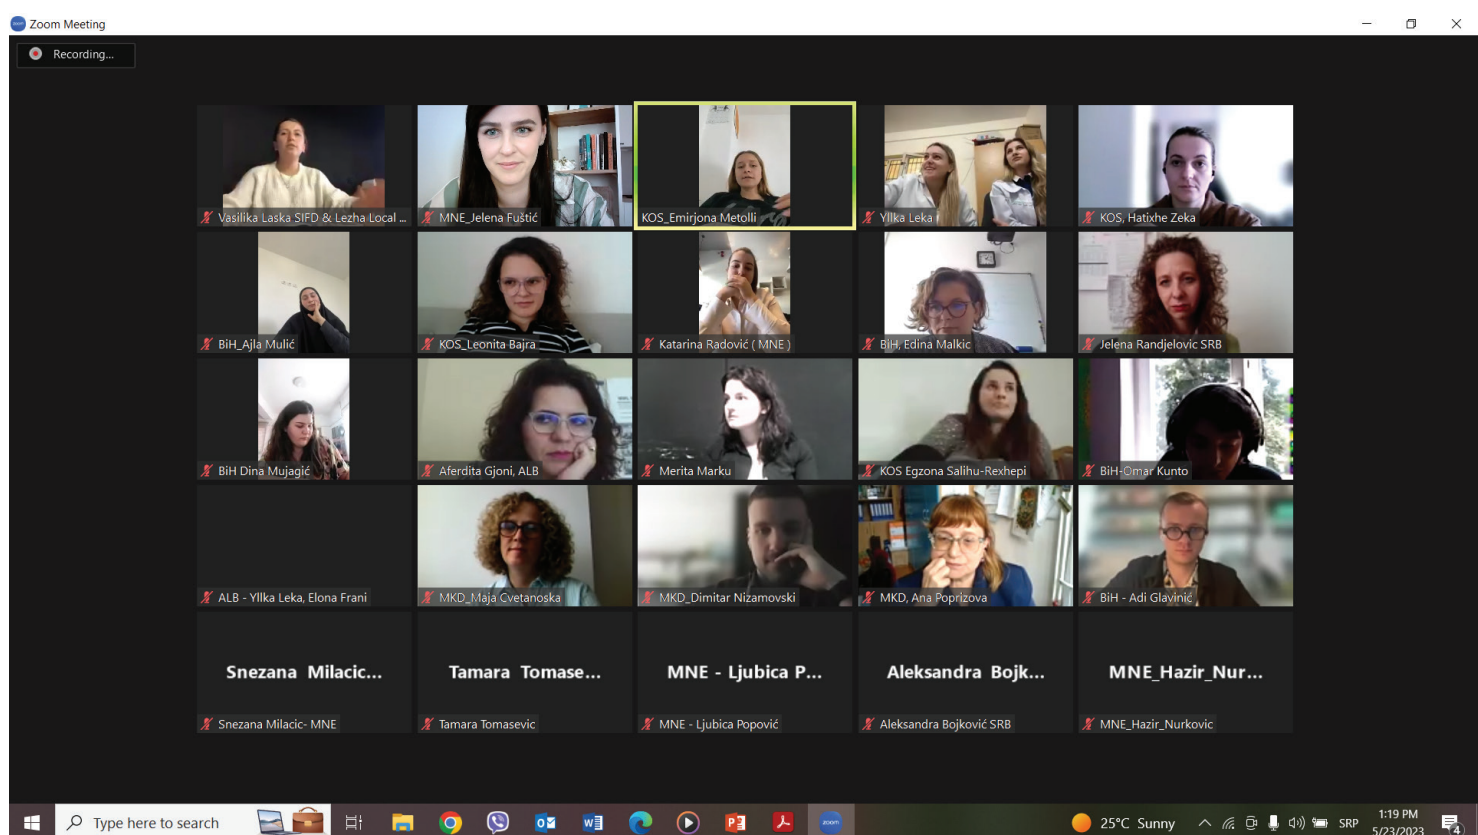 Zoom Meeting
Recording...
Vasilika Laska SIFD & Lezha Local ...
MNE_Jelena Fuštić
KOS_Emirjona Metolli
Yllka Leka
KOS, Hatixhe Zeka
BiH_Ajla Mulić
KOS_Leonita Bajra
Katarina Radović ( MNE )
BiH, Edina Malkic
Jelena Randjelovic SRB
BiH Dina Mujagić
Aferdita Gjoni, ALB
Merita Marku
KOS Egzona Salihu-Rexhepi
BiH-Omar Kunto
ALB - Yllka Leka, Elona Frani
MKD_Maja Cvetanoska
MKD_Dimitar Nizamovski
MKD, Ana Poprizova
BiH - Adi Glavinić
Snezana Milacic...
Tamara Tomase...
MNE - Ljubica P...
Aleksandra Bojk...
MNE_Hazir_Nur...
Snezana Milacic- MNE
Tamara Tomasevic
MNE - Ljubica Popović
Aleksandra Bojković SRB
MNE_Hazir_Nurkovic
Type here to search
25°C Sunny
SRP
1:19 PM
5/23/2023
4